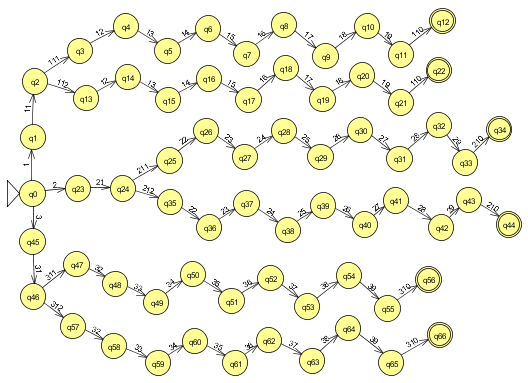 q2 111 q3 12 q4 13 q5 14 q6 15 q7 16 q8 17 q9 18 q10 19 q11 110 q12
112 q13 12 q14 13 q15 14 q16 15 q17 16 q18 17 q19 18 q20 19 q21 110 q22
11
q1
1
q0 2 q23 21 q24 211 q25 22 q26 23 q27 24 q28 25 q29 26 q30 27 q31 28 q32 29 q33 210 q34
212 q35 22 q36 23 q37 24 q38 25 q39 26 q40 27 q41 28 q42 29 q43 210 q44
3
q45
31
q46 311 q47 32 q48 33 q49 34 q50 35 q51 36 q52 37 q53 38 q54 39 q55 310 q56
312 q57 32 q58 33 q59 34 q60 35 q61 36 q62 37 q63 38 q64 39 q65 310 q66